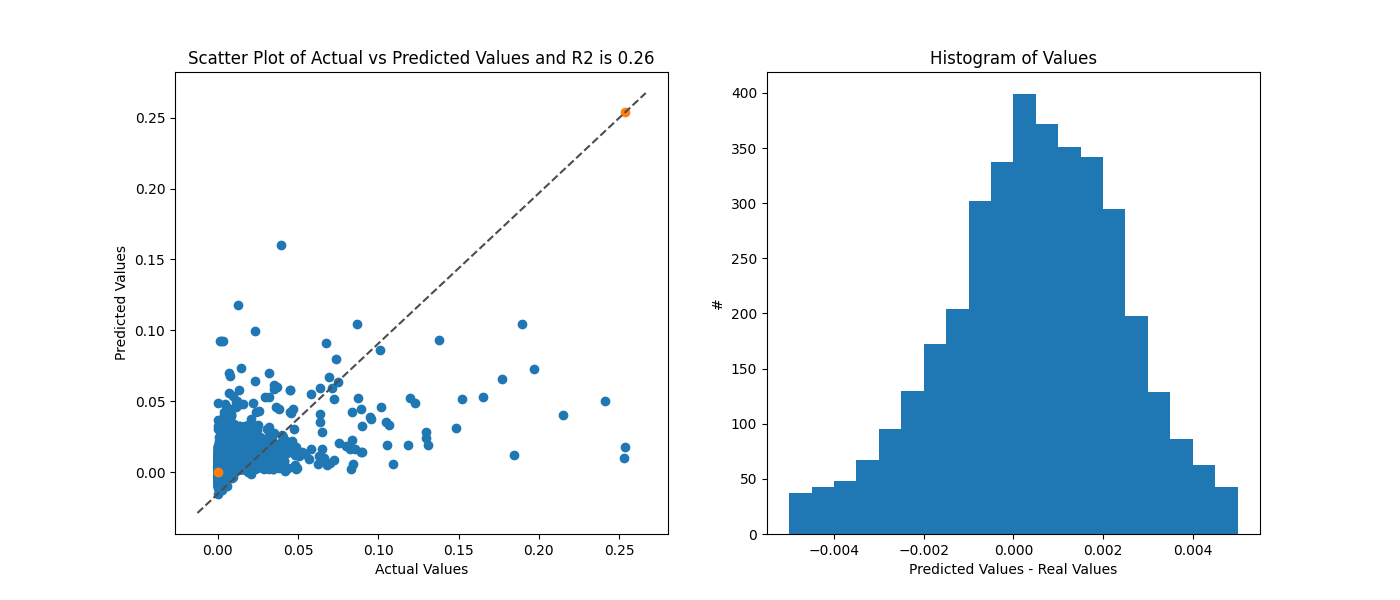 Scatter Plot of Actual vs Predicted Values and R2 is 0.26
0.25
0.20
0.15
0.10
0.05
0.00
Predicted Values
0.00 0.05 0.10 0.15 0.20 0.25
Actual Values
Histogram of Values
400
350
300
250
200
150
100
50
0
#
−0.004 −0.002 0.000 0.002 0.004
Predicted Values - Real Values